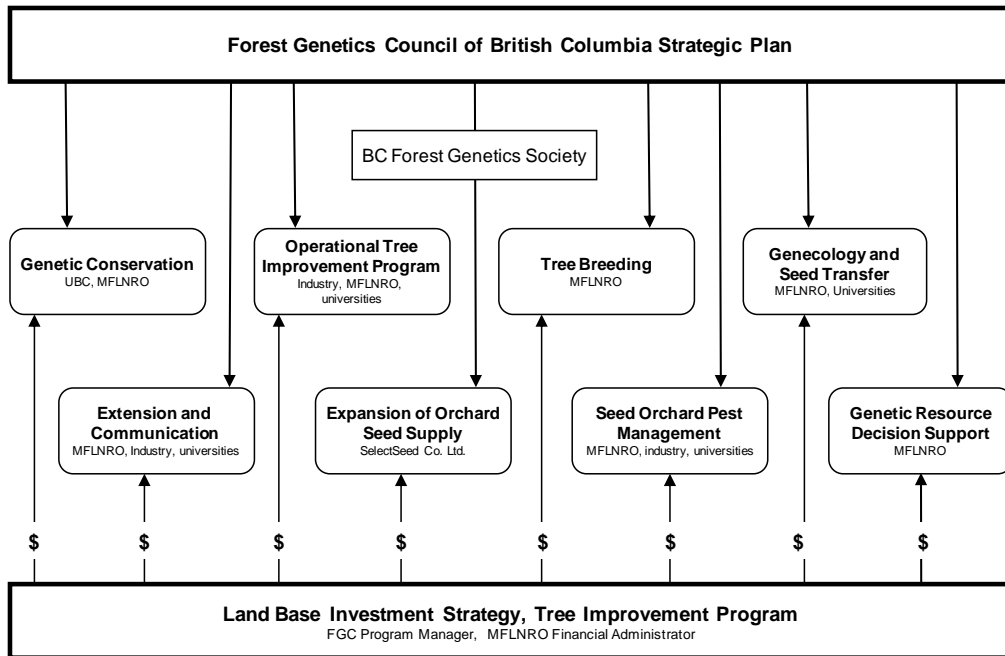 Forest Genetics Council of British Columbia Strategic Plan
BC Forest Genetics Society
Genetic Conservation
UBC, MFLNRO
Operational Tree
Improvement Program
Industry, MFLNRO,
universities
Tree Breeding
MFLNRO
Genecology and
Seed Transfer
MFLNRO, Universities
Extension and
Communication
MFLNRO, Industry, universities
Expansion of Orchard
Seed Supply
SelectSeed Co. Ltd.
Seed Orchard Pest
Management
MFLNRO, industry, universities
Genetic Resource
Decision Support
MFLNRO
$ $ $ $ $ $ $ $
Land Base Investment Strategy, Tree Improvement Program
FGC Program Manager, MFLNRO Financial Administrator